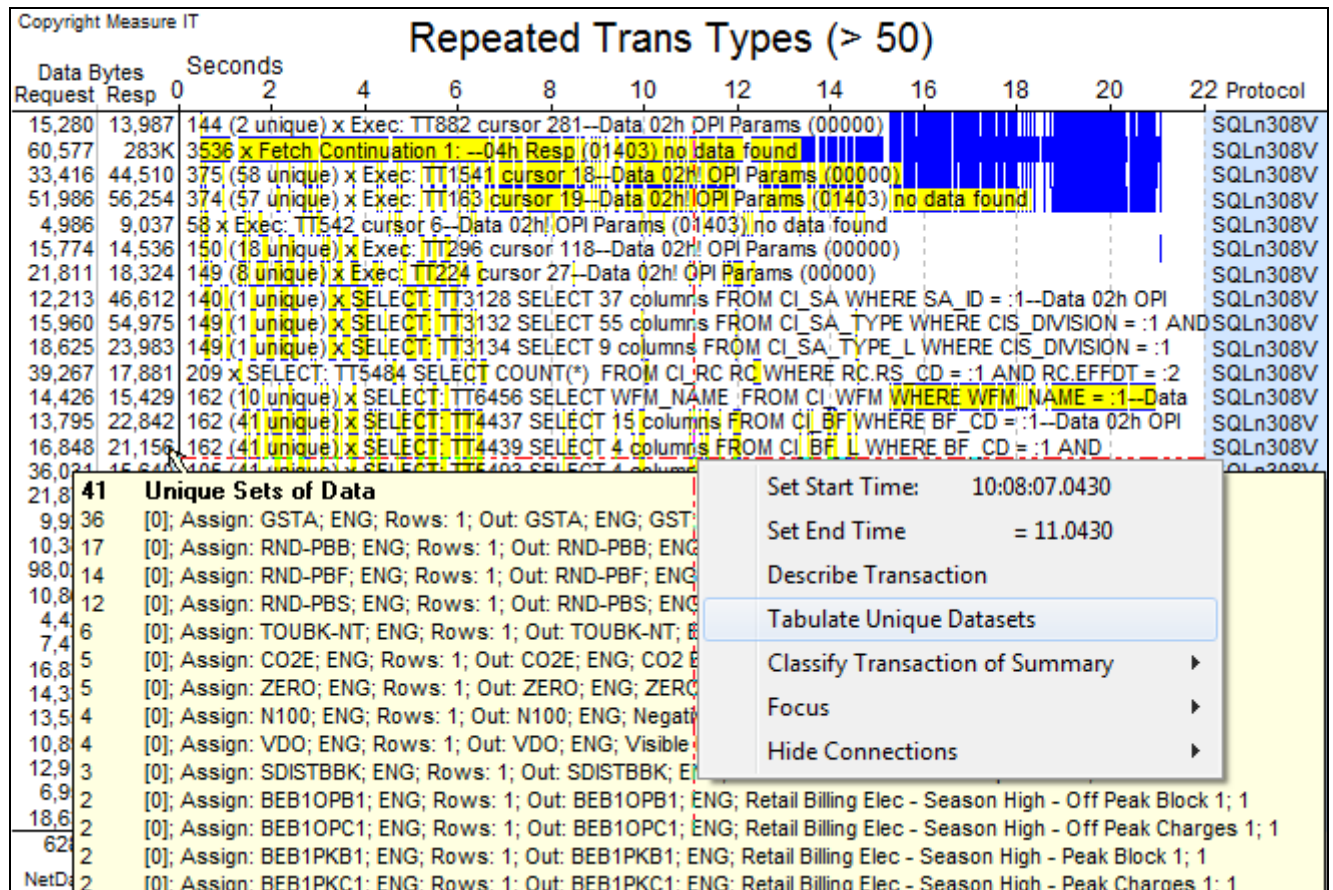 Copyright Measure IT
Repeated Trans Types (> 50)
Data Bytes Seconds
Request Resp 0 2 4 6 8 10 12 14 16 18 20 22 Protocol
15,280 13,987 144 (2 unique) x Exec: TT882 cursor 281--Data 02h OPI Params (00000) SQLn308V
60,577 283K 3536 x Fetch Continuation 1: --04h Resp (01403) no data found SQLn308V
33,416 44,510 375 (58 unique) x Exec: TT1541 cursor 18--Data 02h! OPI Params (00000) SQLn308V
51,986 56,254 374 (57 unique) x Exec: TT163 cursor 19--Data 02h! OPI Params (01403) no data found SQLn308V
4,986 9,037 58 x Exec: TT542 cursor 6--Data 02h! OPI Params (01403) no data found SQLn308V
15,774 14,536 150 (18 unique) x Exec: TT296 cursor 118--Data 02h! OPI Params (00000) SQLn308V
21,811 18,324 149 (8 unique) x Exec: TT224 cursor 27--Data 02h! OPI Params (00000) SQLn308V
12,213 46,612 140 (1 unique) x SELECT: TT3128 SELECT 37 columns FROM CI_SA WHERE SA_ID = :1--Data 02h OPI SQLn308V
15,960 54,975 149 (1 unique) x SELECT: TT3132 SELECT 55 columns FROM CI_SA_TYPE WHERE CIS_DIVISION = :1 AND SQLn308V
18,625 23,983 149 (1 unique) x SELECT: TT3134 SELECT 9 columns FROM CI_SA_TYPE_L WHERE CIS_DIVISION = :1 SQLn308V
39,267 17,881 209 x SELECT: TT5484 SELECT COUNT(*) FROM CI_RC RC WHERE RC.RS_CD = :1 AND RC.EFFDT = :2 SQLn308V
14,426 15,429 162 (10 unique) x SELECT: TT6456 SELECT WFM_NAME FROM CI_WFM WHERE WFM_NAME = :1--Data SQLn308V
13,795 22,842 162 (41 unique) x SELECT: TT4437 SELECT 15 columns FROM CI_BF WHERE BF_CD = :1--Data 02h OPI SQLn308V
16,848 21,156 162 (41 unique) x SELECT: TT4439 SELECT 4 columns FROM CI_BF_L WHERE BF_CD = :1 AND SQLn308V
41 Unique Sets of Data
36 [0]; Assign: GSTA; ENG; Rows: 1; Out: GSTA; ENG; GST
17 [0]; Assign: RND-PBB; ENG; Rows: 1; Out: RND-PBB; ENG
14 [0]; Assign: RND-PBF; ENG; Rows: 1; Out: RND-PBF; ENG
12 [0]; Assign: RND-PBS; ENG; Rows: 1; Out: RND-PBS; ENG
6 [0]; Assign: TOUBK-NT; ENG; Rows: 1; Out: TOUBK-NT;
5 [0]; Assign: CO2E; ENG; Rows: 1; Out: CO2E; ENG; CO2
5 [0]; Assign: ZERO; ENG; Rows: 1; Out: ZERO; ENG; ZERO
4 [0]; Assign: N100; ENG; Rows: 1; Out: N100; ENG;
4 [0]; Assign: VDO; ENG; Rows: 1; Out: VDO; ENG; Visible
3 [0]; Assign: SDISTBBK; ENG; Rows: 1; Out: SDISTBBK;
2 [0]; Assign: BEB1OPB1; ENG; Rows: 1; Out: BEB1OPB1; ENG; Retail Billing Elec - Season High - Off Peak Block 1; 1
2 [0]; Assign: BEB1OPC1; ENG; Rows: 1; Out: BEB1OPC1; ENG; Retail Billing Elec - Season High - Off Peak Charges 1; 1
2 [0]; Assign: BEB1PKB1; ENG; Rows: 1; Out: BEB1PKB1; ENG; Retail Billing Elec - Season High - Peak Block 1; 1
2 [0]; Assign: BEB1PKC1; ENG; Rows: 1; Out: BEB1PKC1; ENG; Retail Billing Elec - Season High - Peak Charges 1; 1
Set Start Time: 10:08:07.0430
Set End Time = 11.0430
Describe Transaction
Tabulate Unique Datasets
Classify Transaction of Summary
Focus
Hide Connections